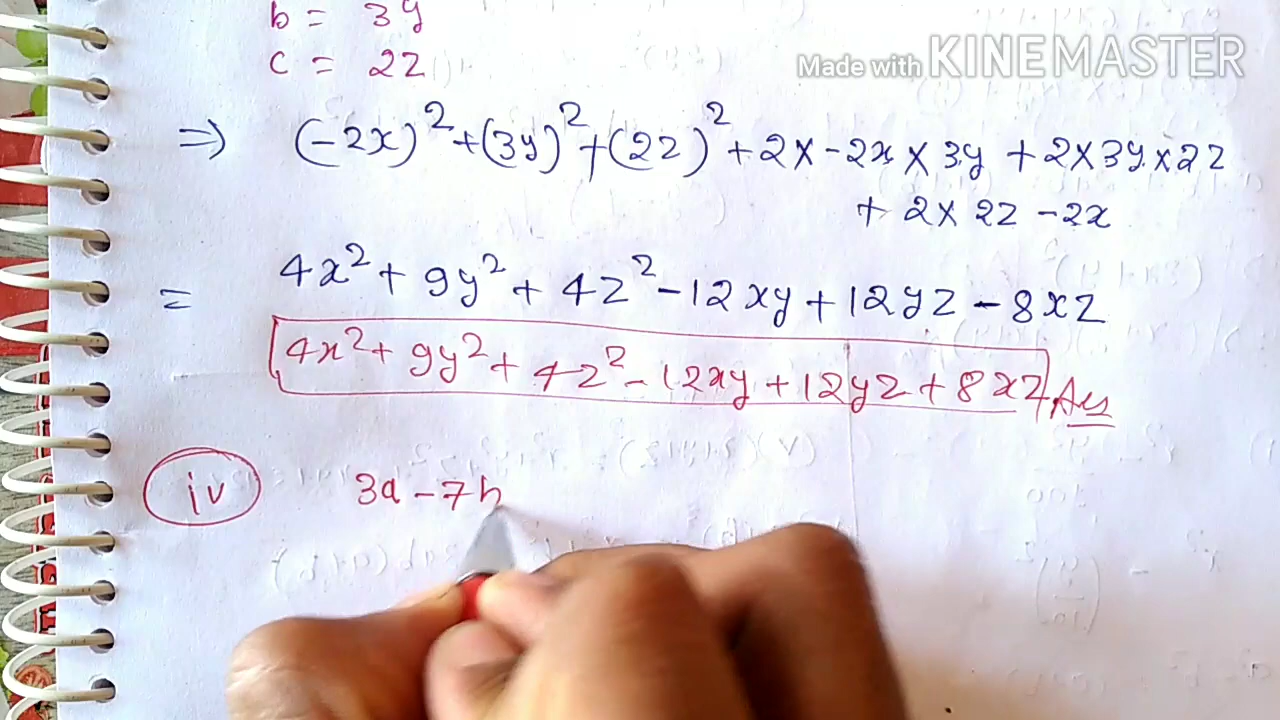 b = 3y
c = 2z
Made with KINEMASTER
=> (-2x)² + (3y)² + (2z)² + 2x - 2x × 3y + 2 × 3y × 2z
+ 2 × 2z - 2x
= 4x² + 9y² + 4z² - 12xy + 12yz - 8xz
4x² + 9y² + 4z² - 12xy + 12yz + 8xz Ans
iv 3a - 7b